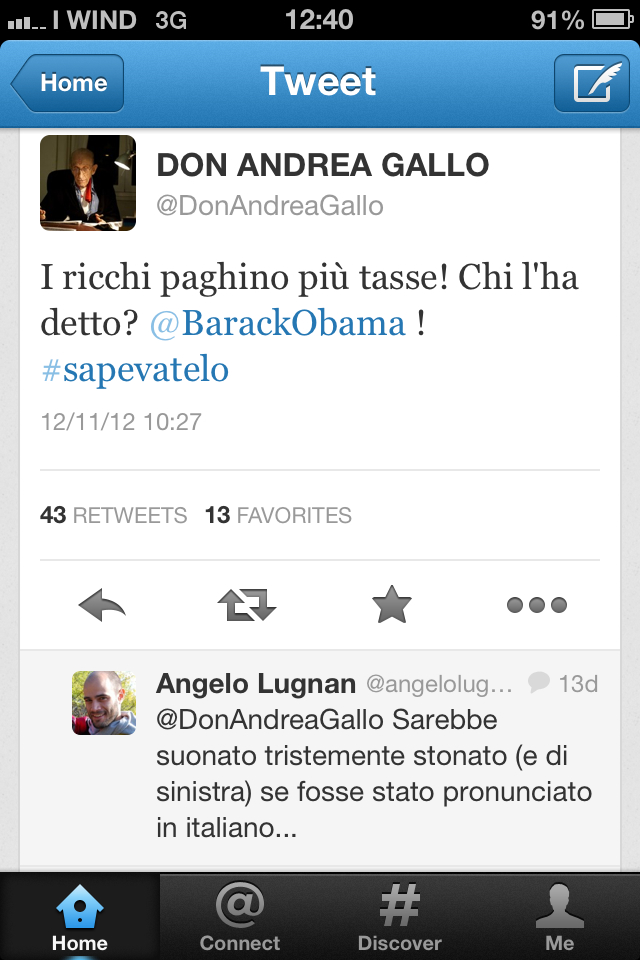 I WIND 3G 12:40 91%
Home Tweet
DON ANDREA GALLO
@DonAndreaGallo
I ricchi paghino più tasse! Chi l'ha
detto? @BarackObama !
#sapevatelo
12/11/12 10:27
43 RETWEETS 13 FAVORITES
Angelo Lugnan @angelolug... 13d
@DonAndreaGallo Sarebbe
suonato tristemente stonato (e di
sinistra) se fosse stato pronunciato
in italiano...
Home Connect Discover Me